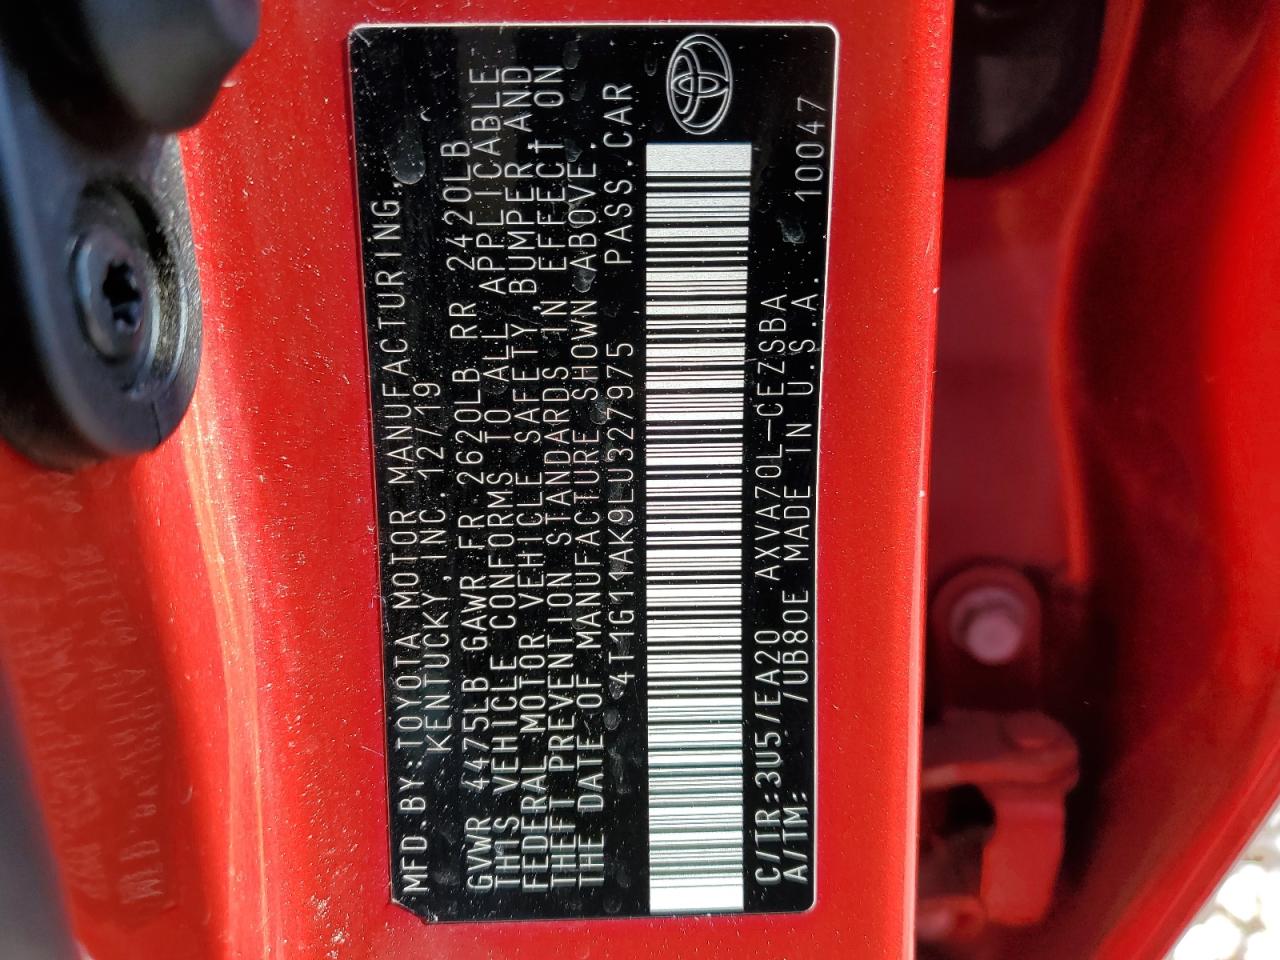 MFD.BY:TOYOTA MOTOR MANUFACTURING.
KENTUCKY, INC. 12/19
GVWR 4475LB GAWR FR 2620LB RR 2420LB
THIS VEHICLE CONFORMS TO ALL APPLICABLE
FEDERAL MOTOR VEHICLE SAFETY,BUMPER AND
THEFT PREVENTION STANDARDS IN EFFECT ON
THE DATE OF MANUFACTURE SHOWN ABOVE.
4T1G11AK9LU327975 PASS.CAR
C/TR:3U5/EA20 AXVA70L-CEZSBA 10047
A/TM: /UB80E MADE IN U.S.A.